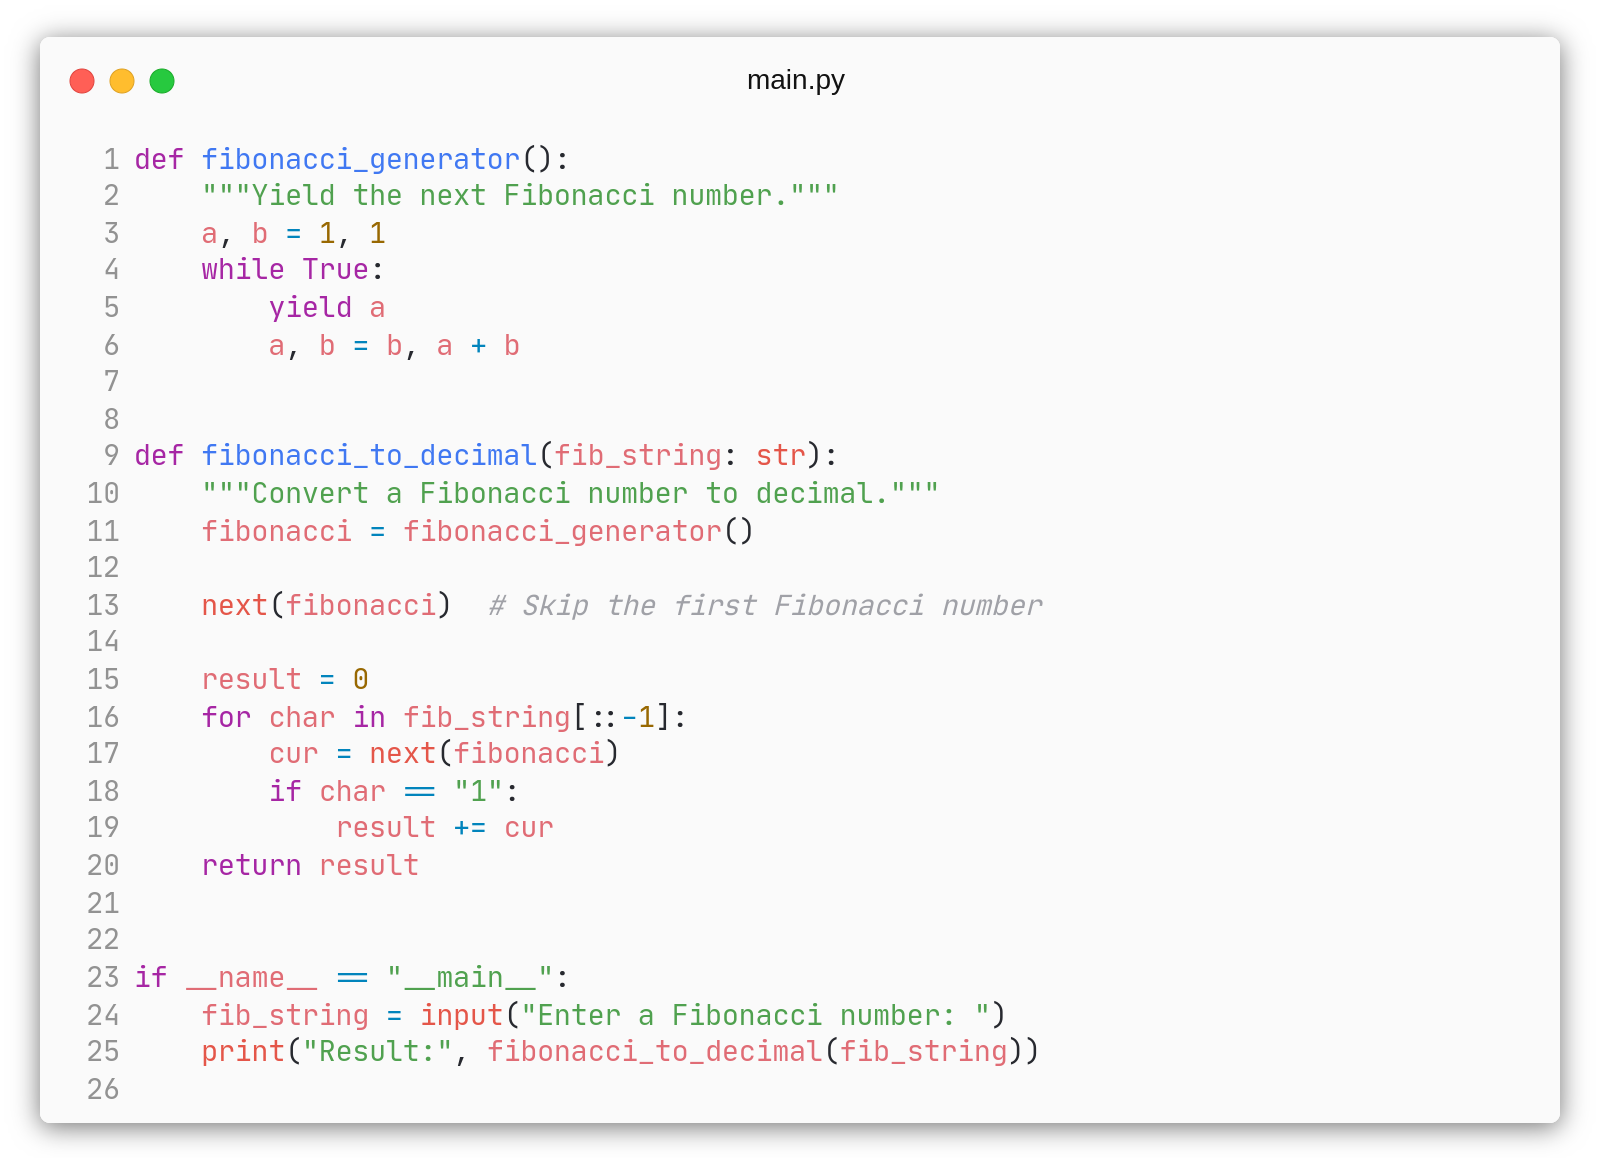 main.py
1 def fibonacci_generator():
2     """Yield the next Fibonacci number."""
3     a, b = 1, 1
4     while True:
5         yield a
6         a, b = b, a + b
7
8
9 def fibonacci_to_decimal(fib_string: str):
10     """Convert a Fibonacci number to decimal."""
11     fibonacci = fibonacci_generator()
12
13     next(fibonacci)  # Skip the first Fibonacci number
14
15     result = 0
16     for char in fib_string[::-1]:
17         cur = next(fibonacci)
18         if char == "1":
19             result += cur
20     return result
21
22
23 if __name__ == "__main__":
24     fib_string = input("Enter a Fibonacci number: ")
25     print("Result:", fibonacci_to_decimal(fib_string))
26